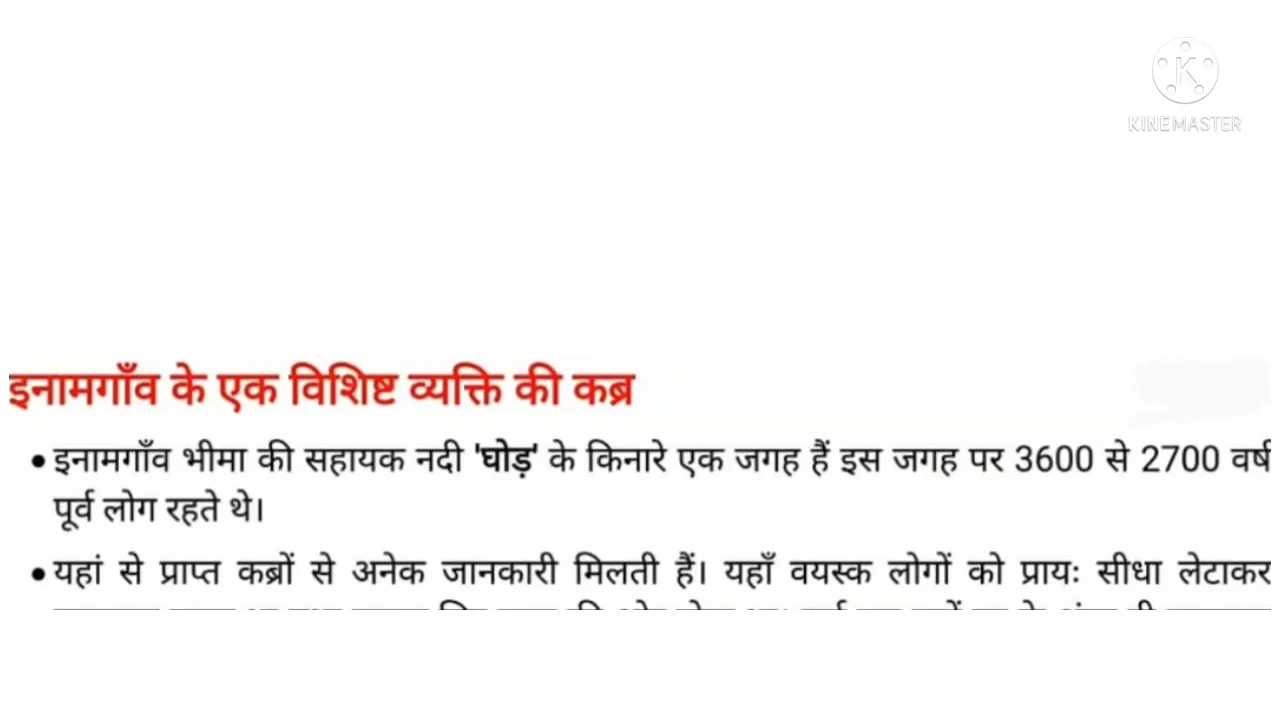 KINEMASTER
इनामगाँव के एक विशिष्ट व्यक्ति की कब्र
• इनामगाँव भीमा की सहायक नदी 'घोड़' के किनारे एक जगह हैं इस जगह पर 3600 से 2700 वर्ष
पूर्व लोग रहते थे।
• यहां से प्राप्त कब्रों से अनेक जानकारी मिलती हैं। यहाँ वयस्क लोगों को प्रायः सीधा लेटाकर